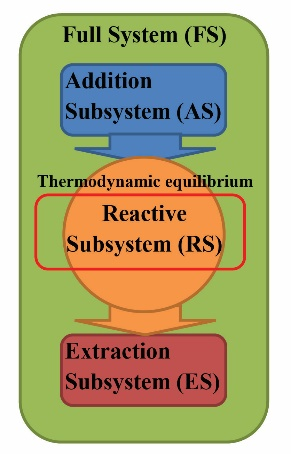 Full System (FS)
Addition
Subsystem (AS)
Thermodynamic equilibrium
Reactive
Subsystem (RS)
Extraction
Subsystem (ES)